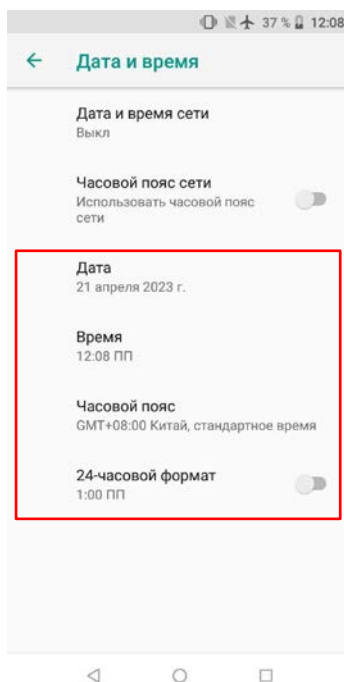 37 % 12:08
Дата и время
Дата и время сети
Выкл
Часовой пояс сети
Использовать часовой пояс
сети
Дата
21 апреля 2023 г.
Время
12:08 ПП
Часовой пояс
GMT+08:00 Китай, стандартное время
24-часовой формат
1:00 ПП